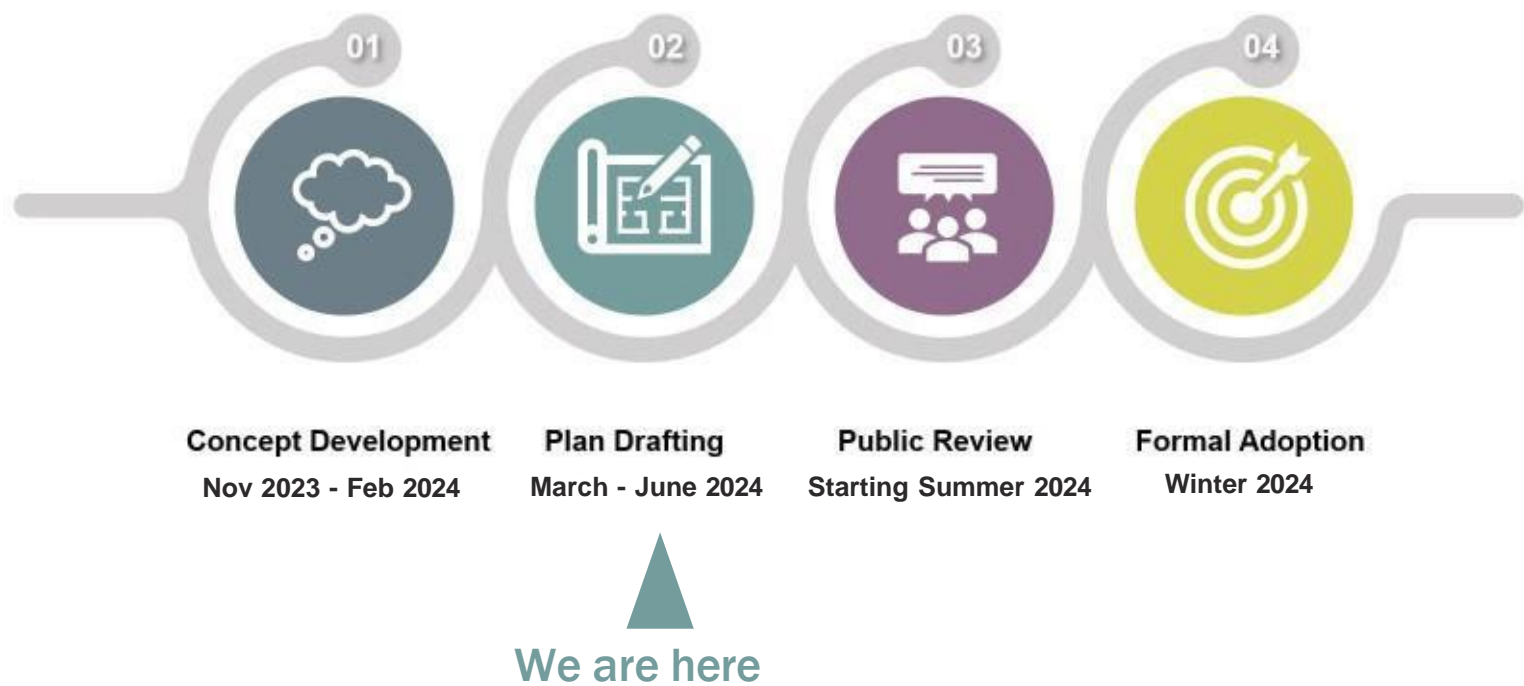 01
02
03
04
Concept Development
Nov 2023 - Feb 2024
Plan Drafting
March - June 2024
Public Review
Starting Summer 2024
Formal Adoption
Winter 2024
We are here